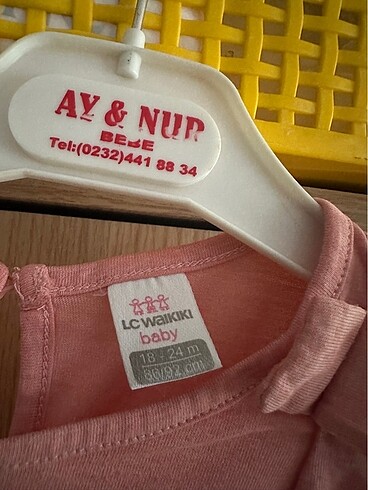 AY & NUR
BEBE
Tel:(0232)441 88 34
LC WAIKIKI
baby
18 - 24 m
86/92 cm